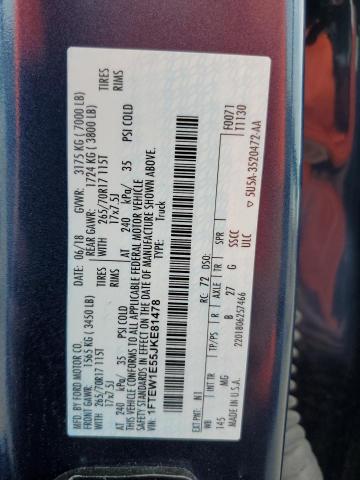 MFD. BY FORD MOTOR CO.
DATE: 06/18 GVWR: 3175 KG ( 7000 LB)
FRONT GAWR: 1565 KG (3450 LB) REAR GAWR: 1724 KG ( 3800 LB)
265/70R17 115T WITH 265/70R17 115T TIRES
17x7.5J WITH 17x7.5J RIMS
AT 240 kPa/ 35 PSI COLD AT 240 kPa/ 35 PSI COLD
THIS VEHICLE CONFORMS TO ALL APPLICABLE FEDERAL MOTOR VEHICLE
SAFETY STANDARDS IN EFFECT ON THE DATE OF MANUFACTURE SHOWN ABOVE.
VIN: 1FTEW1E55JKE81478
TYPE: Truck
F0071
T1130
EXT PNT: N1 RC: 72 DSO:
WB INT TR TP/PS R AXLE TR SPR
145 MG B 27 G SSCC
MADE IN U.S.A. ULC
2201806257466
5U5A-3520472-AA